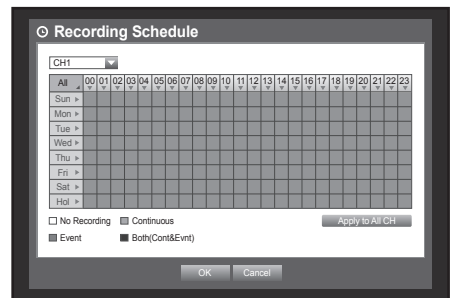 Recording Schedule
CH1
All 00 01 02 03 04 05 06 07 08 09 10 11 12 13 14 15 16 17 18 19 20 21 22 23
Sun
Mon
Tue
Wed
Thu
Fri
Sat
Hol
No Recording Continuous Apply to All CH
Event Both(Cont&Evnt)
OK Cancel